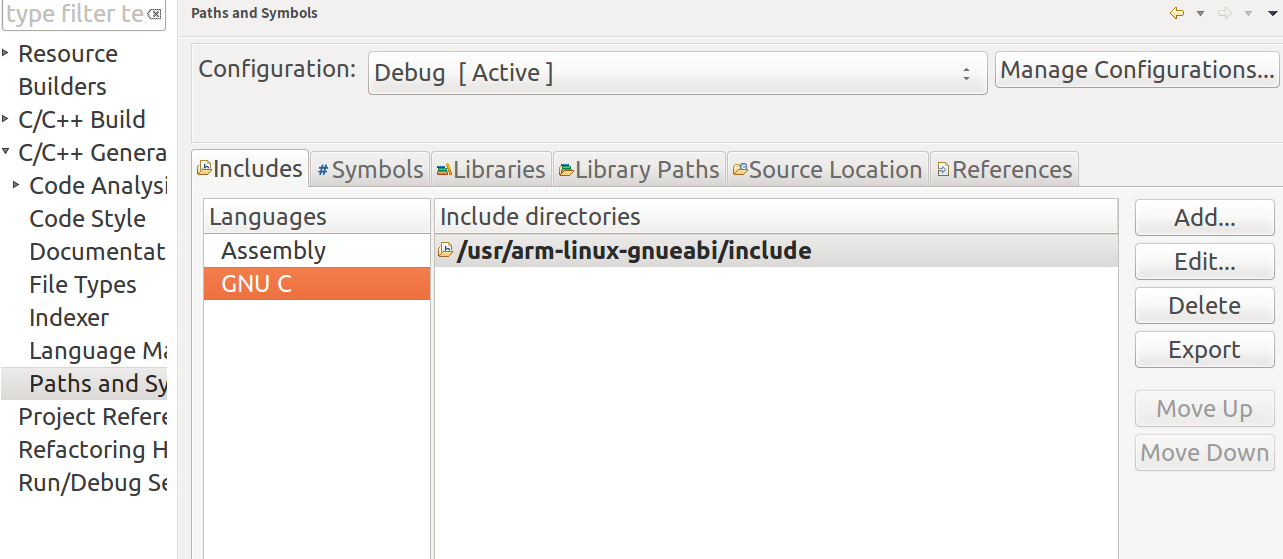 type filter te
Paths and Symbols
Resource
Builders
C/C++ Build
C/C++ Genera
Code Analysi
Code Style
Documentat
File Types
Indexer
Language Ma
Paths and Sy
Project Refere
Refactoring H
Run/Debug Se
Configuration:
Debug [ Active ]
Manage Configurations...
Includes
# Symbols
Libraries
Library Paths
Source Location
References
Languages
Include directories
Assembly
/usr/arm-linux-gnueabi/include
GNU C
Add...
Edit...
Delete
Export
Move Up
Move Down